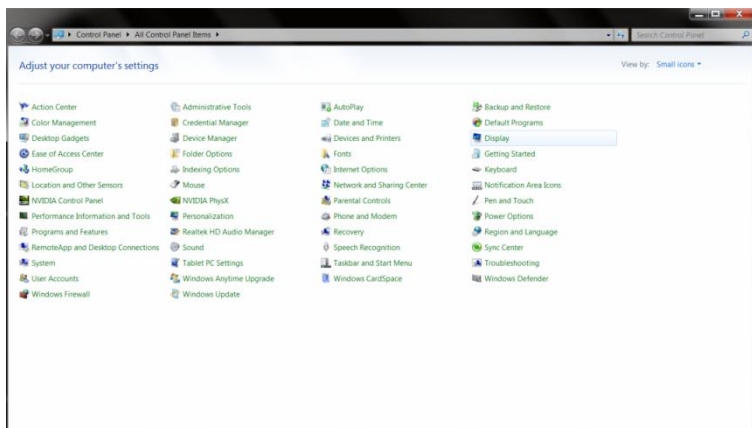 Control Panel All Control Panel Items Search Control Panel
Adjust your computer's settings View by: Small icons
Action Center Administrative Tools AutoPlay Backup and Restore
Color Management Credential Manager Date and Time Default Programs
Desktop Gadgets Device Manager Devices and Printers Display
Ease of Access Center Folder Options Fonts Getting Started
HomeGroup Indexing Options Internet Options Keyboard
Location and Other Sensors Mouse Network and Sharing Center Notification Area Icons
NVIDIA Control Panel NVIDIA PhysX Parental Controls Pen and Touch
Performance Information and Tools Personalization Phone and Modem Power Options
Programs and Features Realtek HD Audio Manager Recovery Region and Language
RemoteApp and Desktop Connections Sound Speech Recognition Sync Center
System Tablet PC Settings Taskbar and Start Menu Troubleshooting
User Accounts Windows Anytime Upgrade Windows CardSpace Windows Defender
Windows Firewall Windows Update